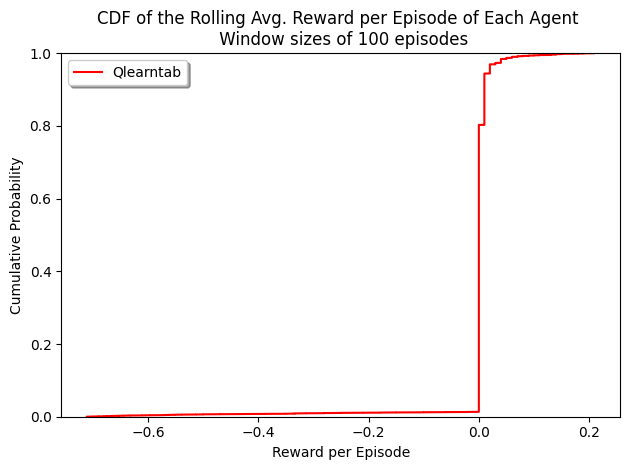 CDF of the Rolling Avg. Reward per Episode of Each Agent
Window sizes of 100 episodes
Qlearntab
1.0
0.8
0.6
0.4
0.2
0.0
Cumulative Probability
−0.6
−0.4
−0.2
0.0
0.2
Reward per Episode